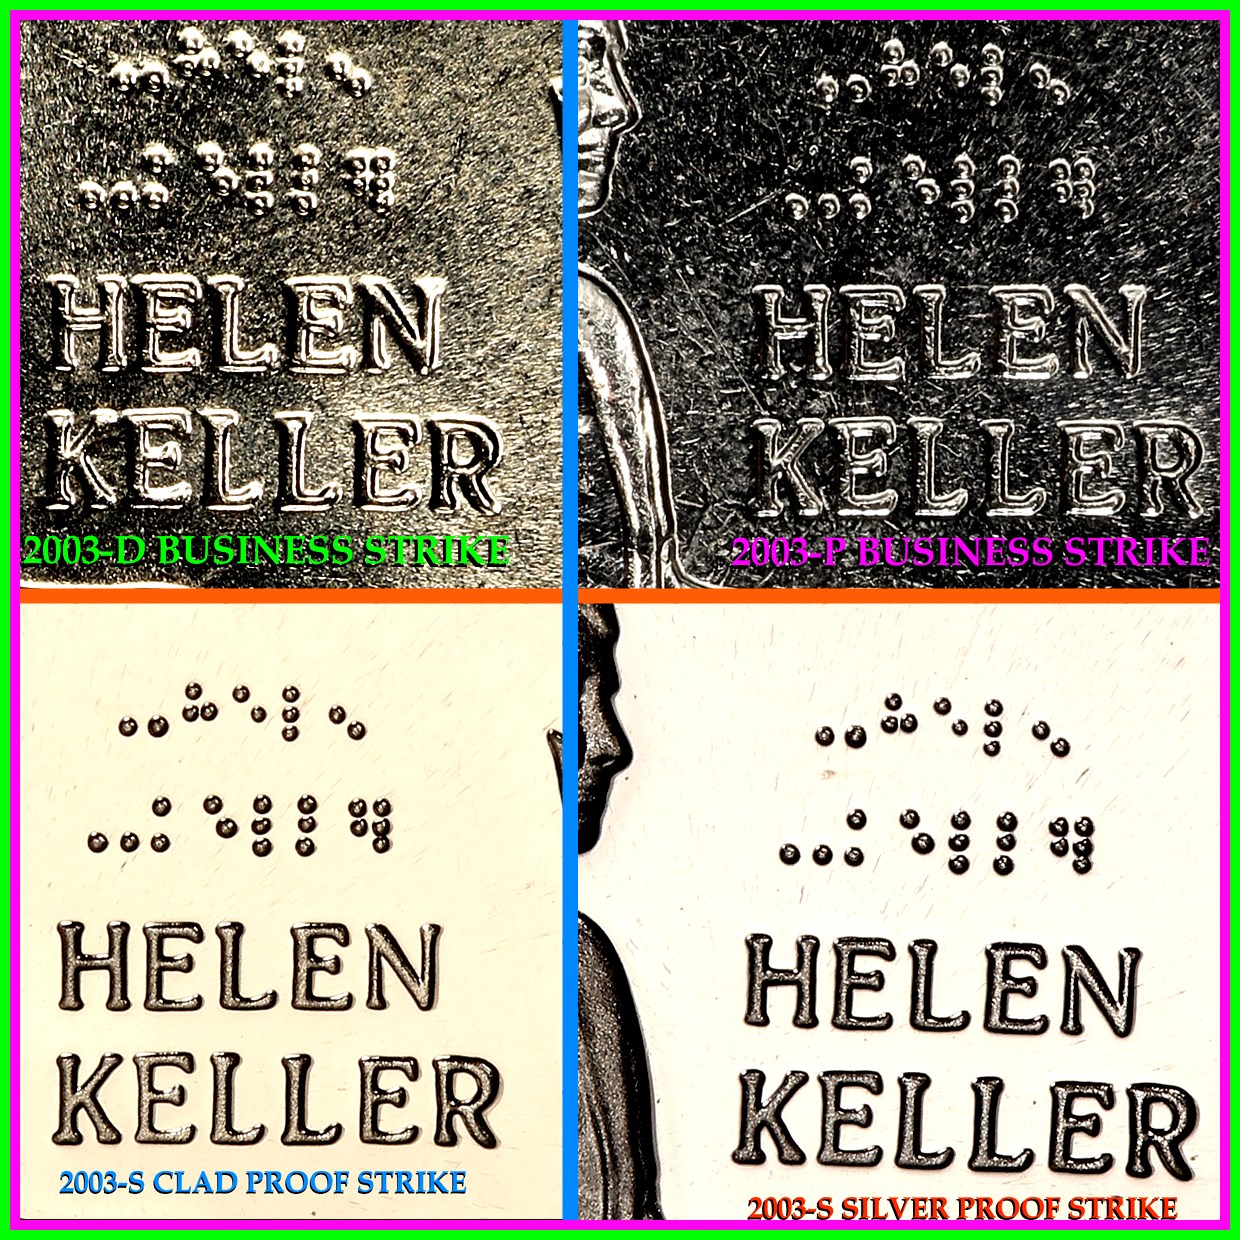 ⠠⠠⠓⠑⠇⠢
⠠⠠⠅⠑⠇⠇⠻
HELEN
KELLER
2003-D BUSINESS STRIKE
⠠⠠⠓⠑⠇⠢
⠠⠠⠅⠑⠇⠇⠻
HELEN
KELLER
2003-P BUSINESS STRIKE
⠠⠠⠓⠑⠇⠢
⠠⠠⠅⠑⠇⠇⠻
HELEN
KELLER
2003-S CLAD PROOF STRIKE
⠠⠠⠓⠑⠇⠢
⠠⠠⠅⠑⠇⠇⠻
HELEN
KELLER
2003-S SILVER PROOF STRIKE